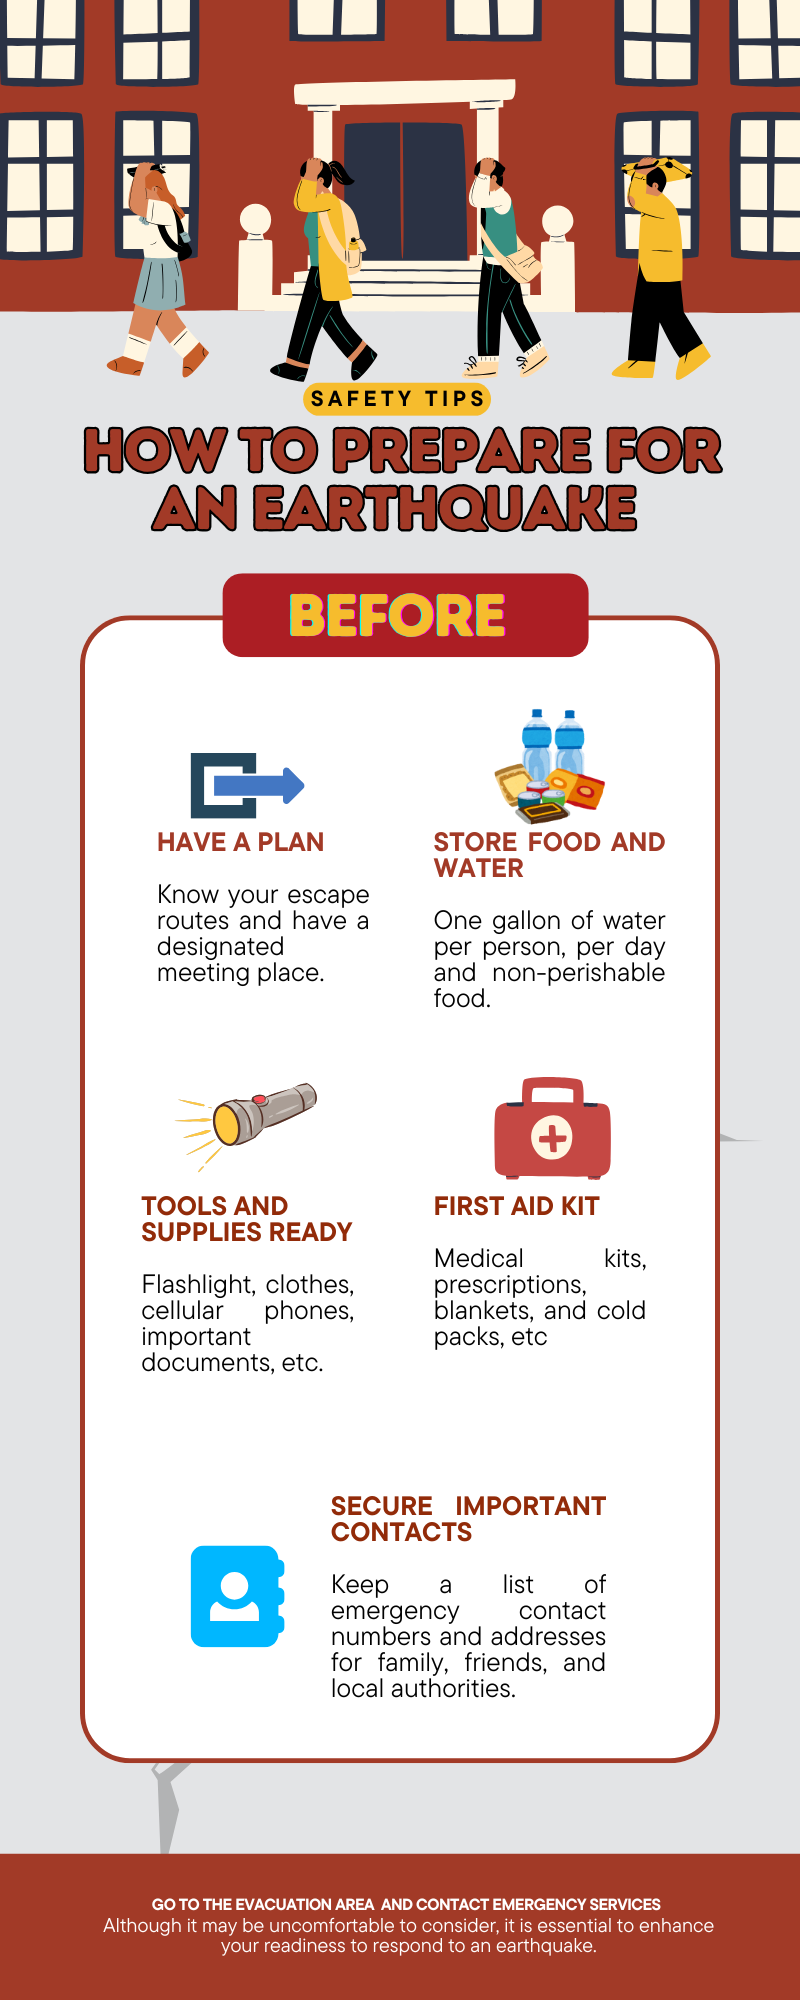 SAFETY TIPS
HOW TO PREPARE FOR
AN EARTHQUAKE
BEFORE
HAVE A PLAN
Know your escape
routes and have a
designated
meeting place.
STORE FOOD AND
WATER
One gallon of water
per person, per day
and non-perishable
food.
TOOLS AND
SUPPLIES READY
Flashlight, clothes,
cellular phones,
important
documents, etc.
FIRST AID KIT
Medical kits,
prescriptions,
blankets, and cold
packs, etc
SECURE IMPORTANT
CONTACTS
Keep a list of
emergency contact
numbers and addresses
for family, friends, and
local authorities.
GO TO THE EVACUATION AREA AND CONTACT EMERGENCY SERVICES
Although it may be uncomfortable to consider, it is essential to enhance
your readiness to respond to an earthquake.